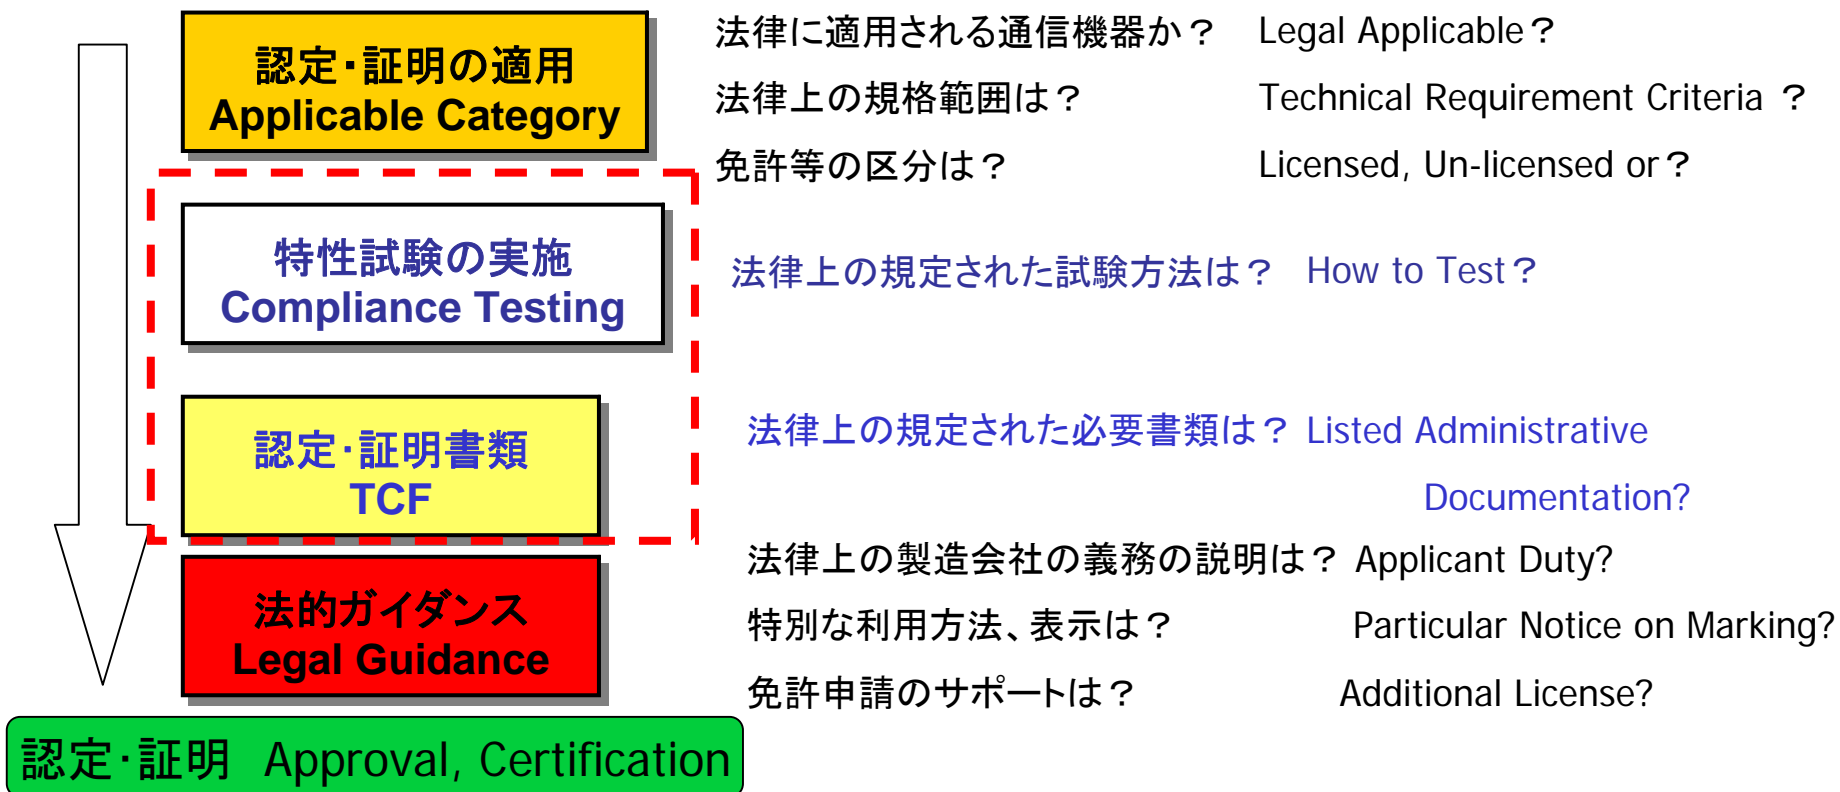 認定・証明の適用
Applicable Category
法律に適用される通信機器か？ Legal Applicable？
法律上の規格範囲は？ Technical Requirement Criteria ？
免許等の区分は？ Licensed, Un-licensed or？
特性試験の実施
Compliance Testing
法律上の規定された試験方法は？ How to Test？
認定・証明書類
TCF
法律上の規定された必要書類は？ Listed Administrative
Documentation?
法的ガイダンス
Legal Guidance
法律上の製造会社の義務の説明は？ Applicant Duty?
特別な利用方法、表示は？ Particular Notice on Marking?
免許申請のサポートは？ Additional License?
認定・証明 Approval, Certification